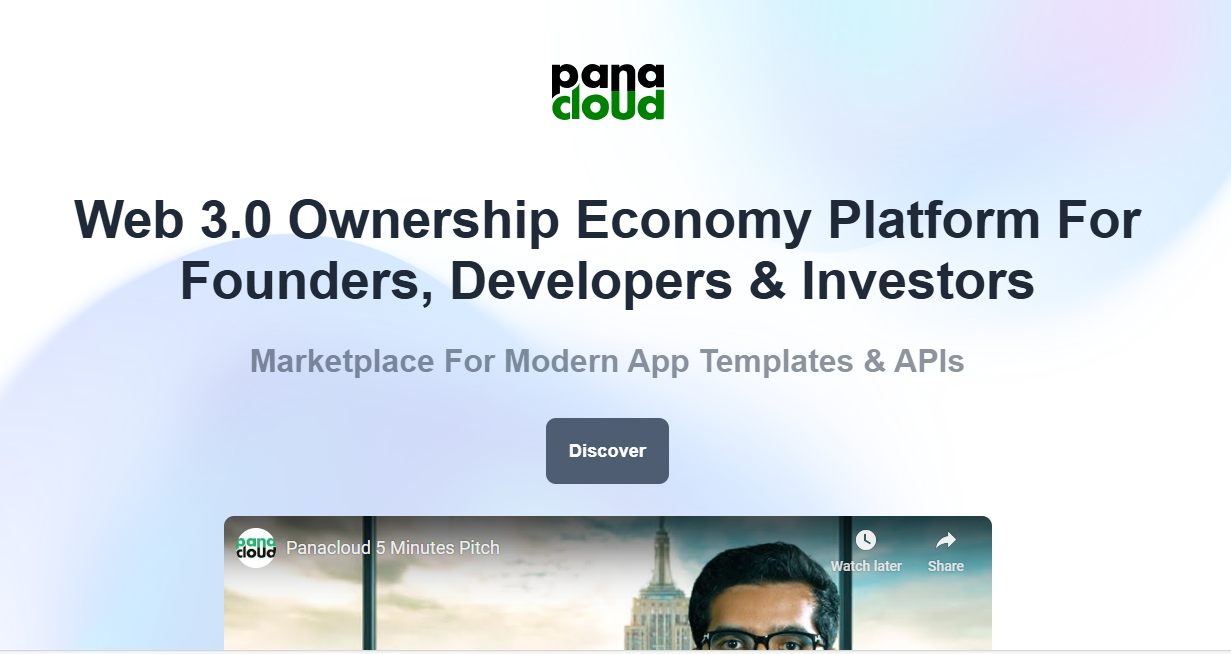 pana
cloud
Web 3.0 Ownership Economy Platform For
Founders, Developers & Investors
Marketplace For Modern App Templates & APIs
Discover
pana
cloud
Panacloud 5 Minutes Pitch
Watch later
Share